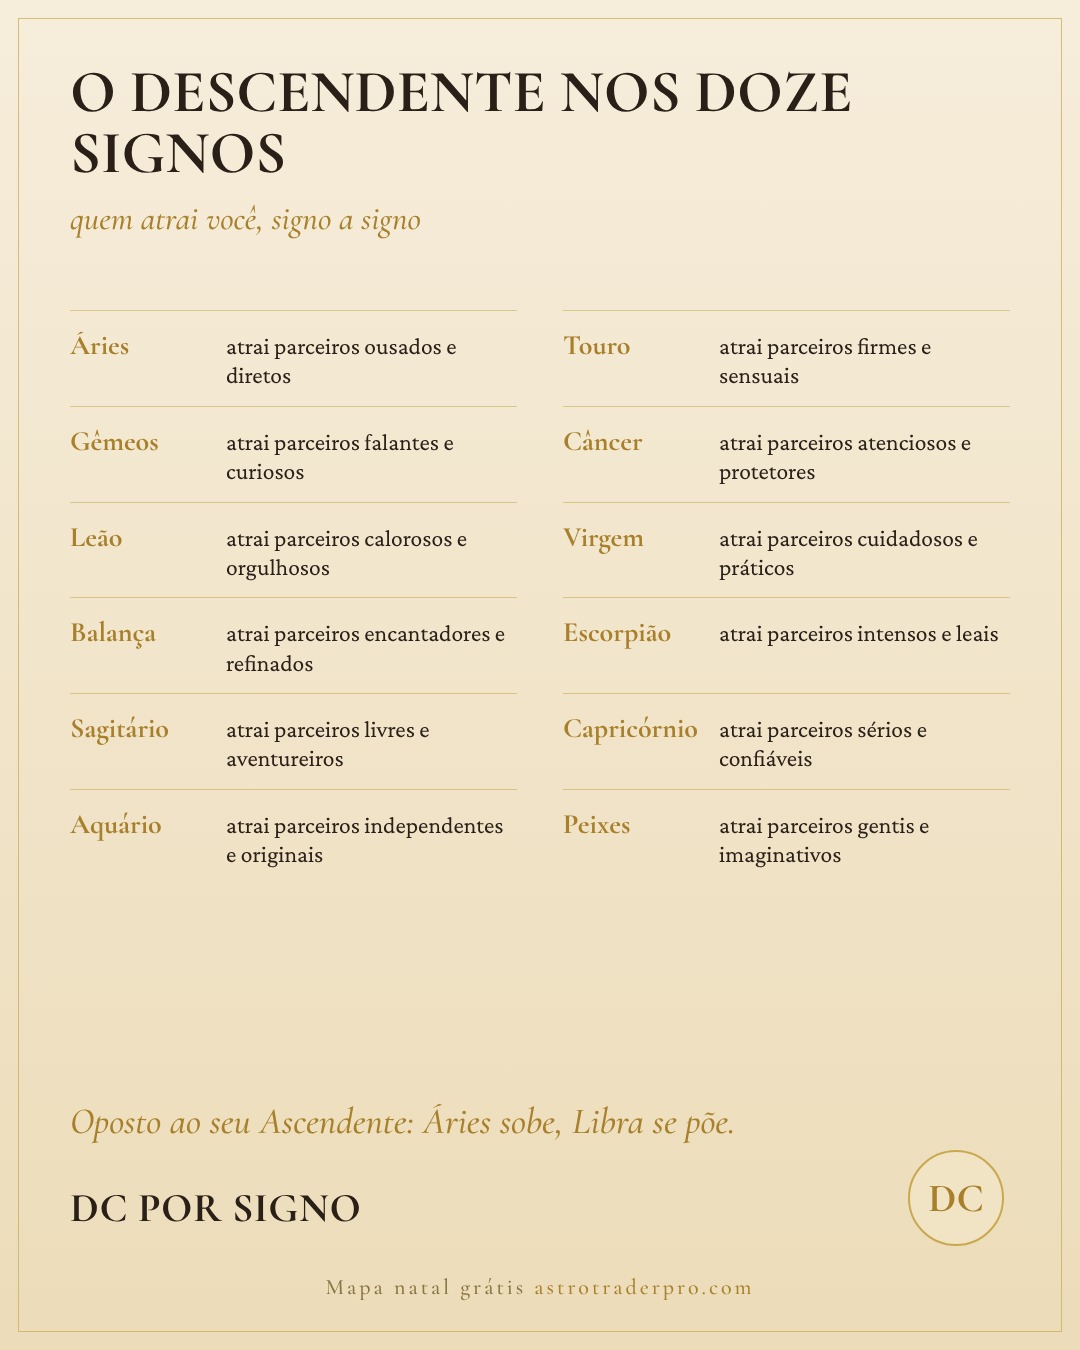 O DESCENDENTE NOS DOZE
SIGNOS
quem atrai você, signo a signo
Áries
atrai parceiros ousados e
diretos
Touro
atrai parceiros firmes e
sensuais
Gêmeos
atrai parceiros falantes e
curiosos
Câncer
atrai parceiros atenciosos e
protetores
Leão
atrai parceiros calorosos e
orgulhosos
Virgem
atrai parceiros cuidadosos e
práticos
Balança
atrai parceiros encantadores e
refinados
Escorpião
atrai parceiros intensos e leais
Sagitário
atrai parceiros livres e
aventureiros
Capricórnio
atrai parceiros sérios e
confiáveis
Aquário
atrai parceiros independentes
e originais
Peixes
atrai parceiros gentis e
imaginativos
Oposto ao seu Ascendente: Áries sobe, Libra se põe.
DC POR SIGNO
DC
Mapa natal grátis astrotraderpro.com